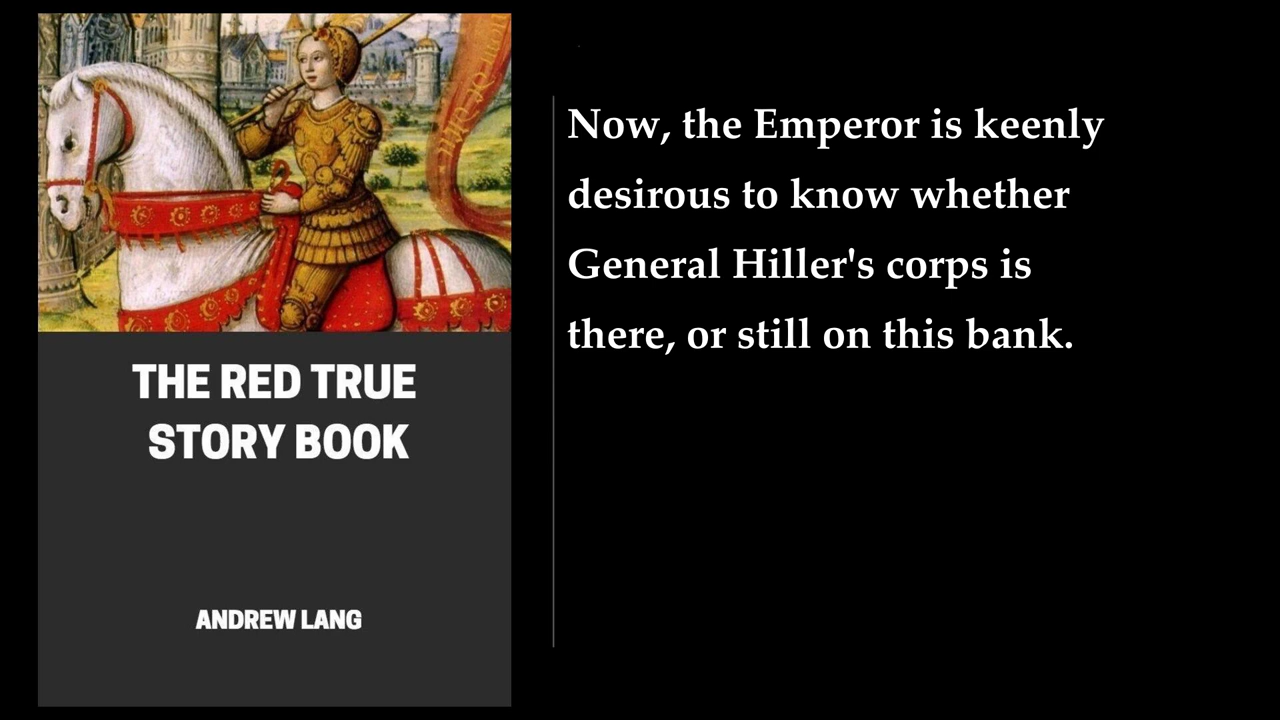 THE RED TRUE
STORY BOOK
ANDREW LANG
Now, the Emperor is keenly
desirous to know whether
General Hiller's corps is
there, or still on this bank.